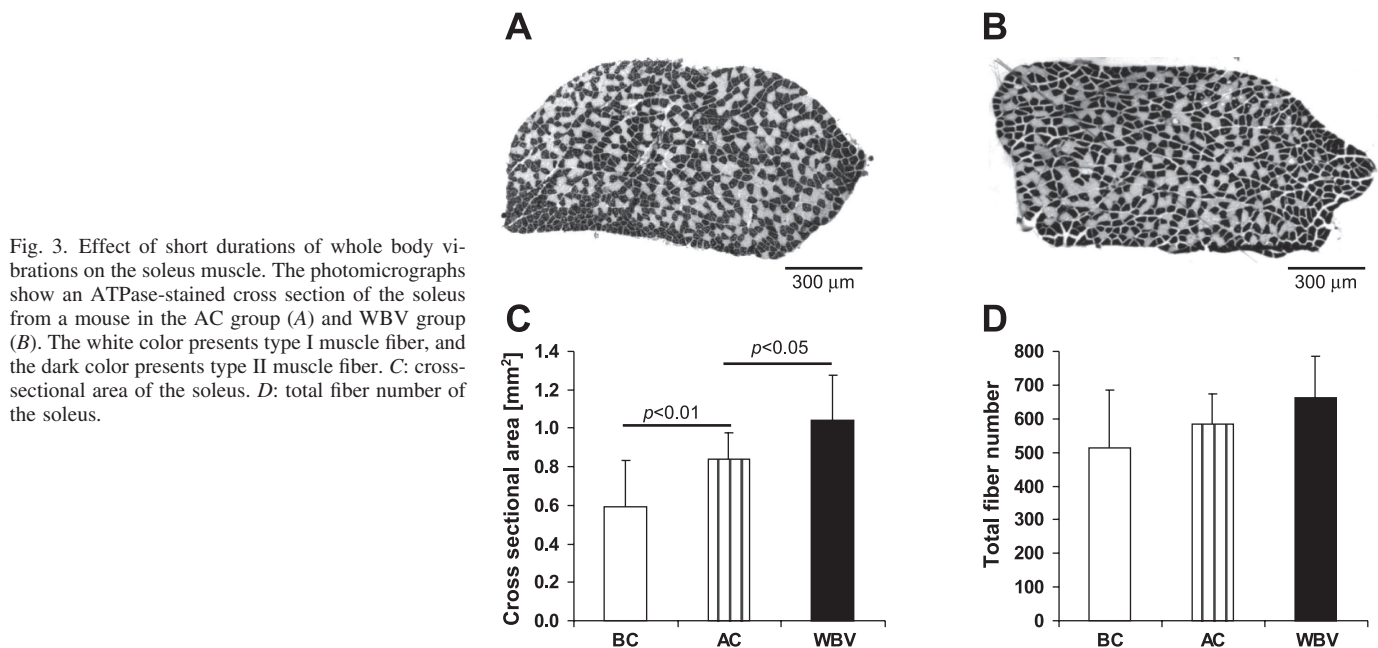 Fig. 3. Effect of short durations of whole body vi-
brations on the soleus muscle. The photomicrographs
show an ATPase-stained cross section of the soleus
from a mouse in the AC group (A) and WBV group
(B). The white color presents type I muscle fiber, and
the dark color presents type II muscle fiber. C: cross-
sectional area of the soleus. D: total fiber number of
the soleus.
A
300 μm
B
300 μm
C
Cross sectional area [mm²]
1.4
1.2
1.0
0.8
0.6
0.4
0.2
0.0
p<0.01
p<0.05
BC AC WBV
D
Total fiber number
800
700
600
500
400
300
200
100
0
BC AC WBV